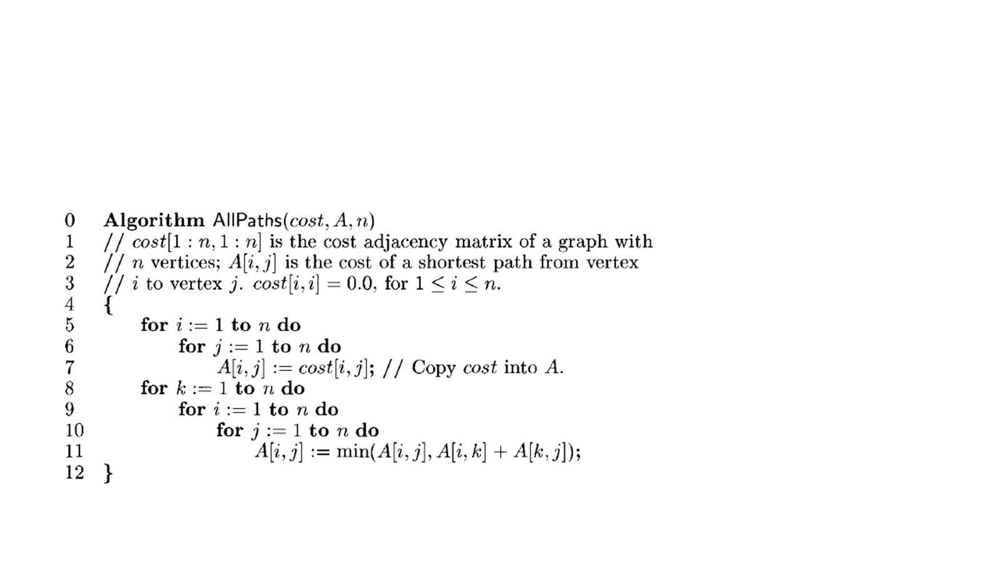 0 Algorithm AllPaths(cost, A, n)
1 // cost[1 : n, 1 : n] is the cost adjacency matrix of a graph with
2 // n vertices; A[i, j] is the cost of a shortest path from vertex
3 // i to vertex j. cost[i, i] = 0.0, for 1 ≤ i ≤ n.
4 {
5 for i := 1 to n do
6 for j := 1 to n do
7 A[i, j] := cost[i, j]; // Copy cost into A.
8 for k := 1 to n do
9 for i := 1 to n do
10 for j := 1 to n do
11 A[i, j] := min(A[i, j], A[i, k] + A[k, j]);
12 }